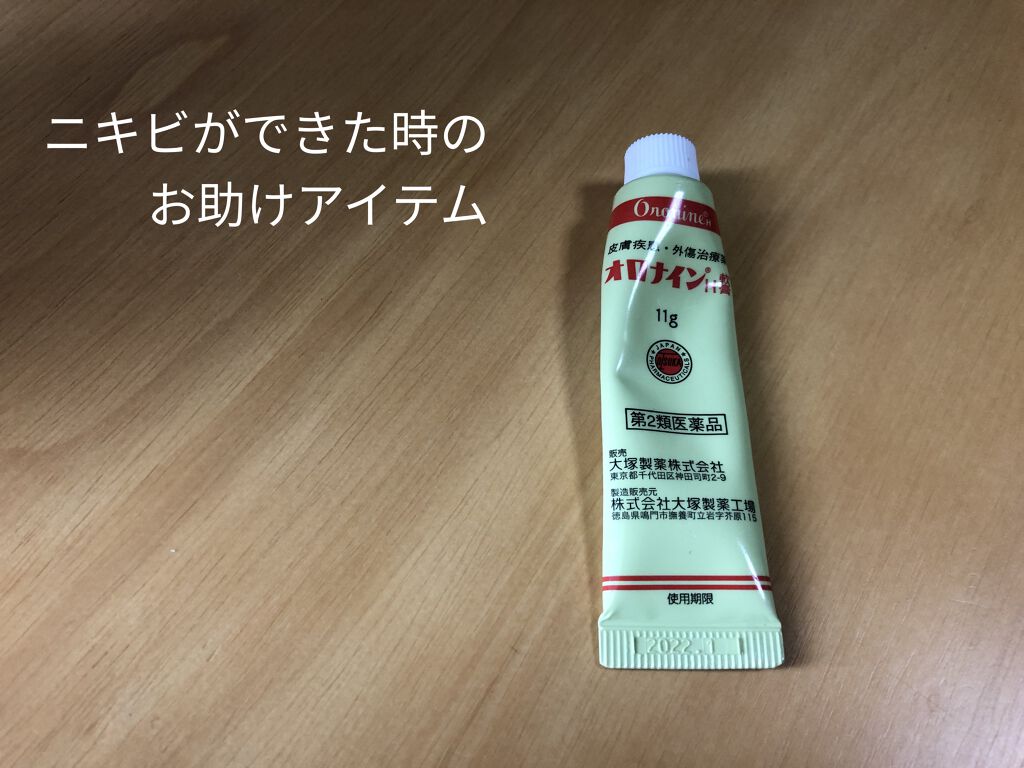 ニキビができた時の
お助けアイテム
OronineH
皮膚疾患・外傷治療薬
オロナインH軟膏
11g
JAPAN
PHARMACEUTICALS
第2類医薬品
販売
大塚製薬株式会社
東京都千代田区神田司町2-9
製造販売元
株式会社大塚製薬工場
徳島県鳴門市撫養町立岩字芥原115
使用期限
2022.1